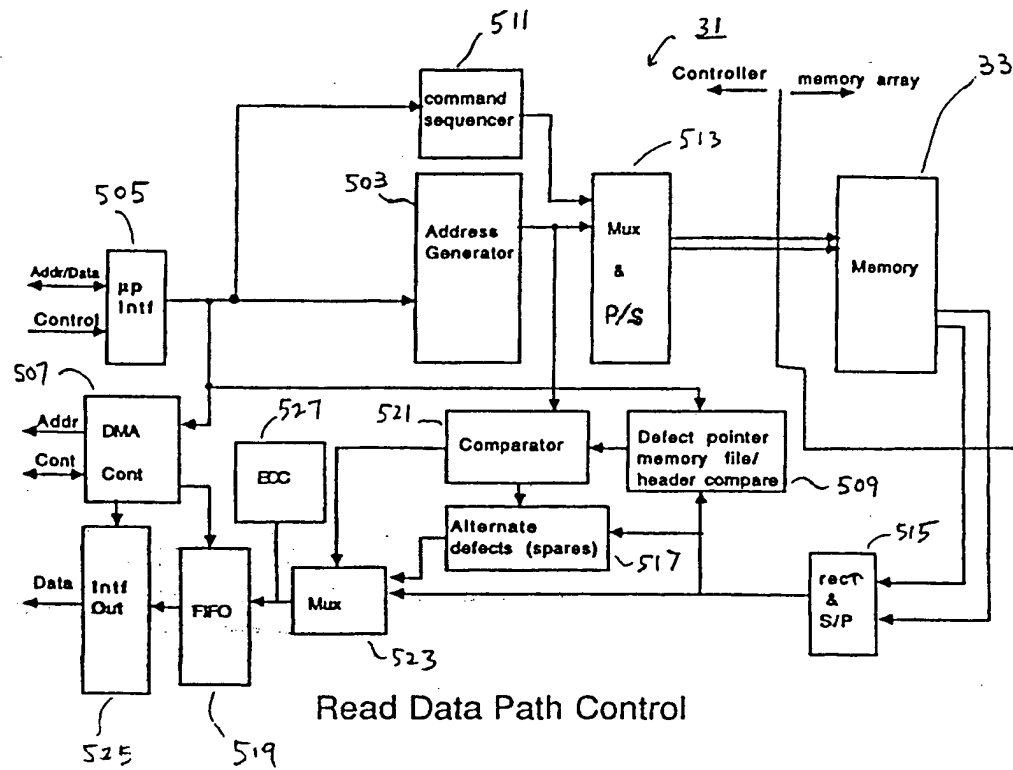 511
31
33
Controller
memory array
command
sequencer
513
503
505
Address
Generator
Mux
&
P/S
Memory
Addr/Data
µp
Intf
Control
507
527
521
Addr
DMA
Cont
Cont
ECC
Comparator
Defect pointer
memory file/
header compare
509
Alternate
defects (spares)
517
515
rect
&
S/P
Data
Intf
Out
FIFO
Mux
523
525
519
Read Data Path Control